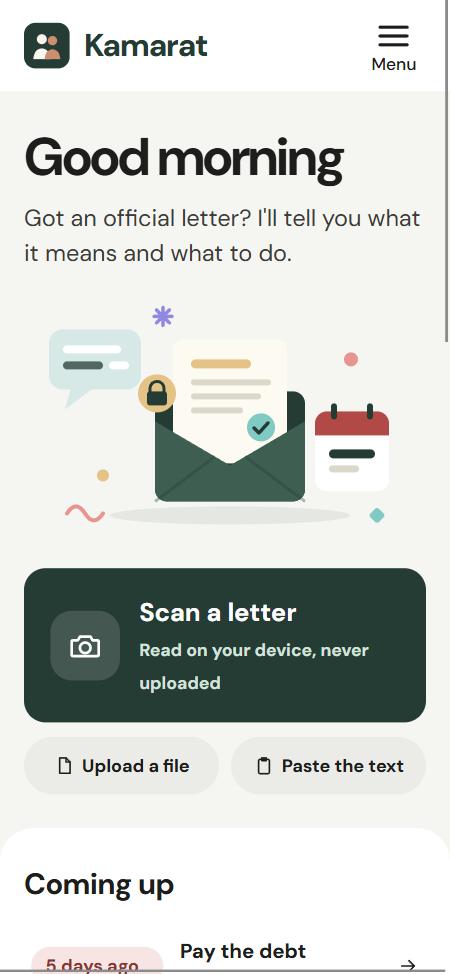 Kamarat
Menu
Good morning
Got an official letter? I'll tell you what
it means and what to do.
Scan a letter
Read on your device, never
uploaded
Upload a file
Paste the text
Coming up
5 days ago
Pay the debt